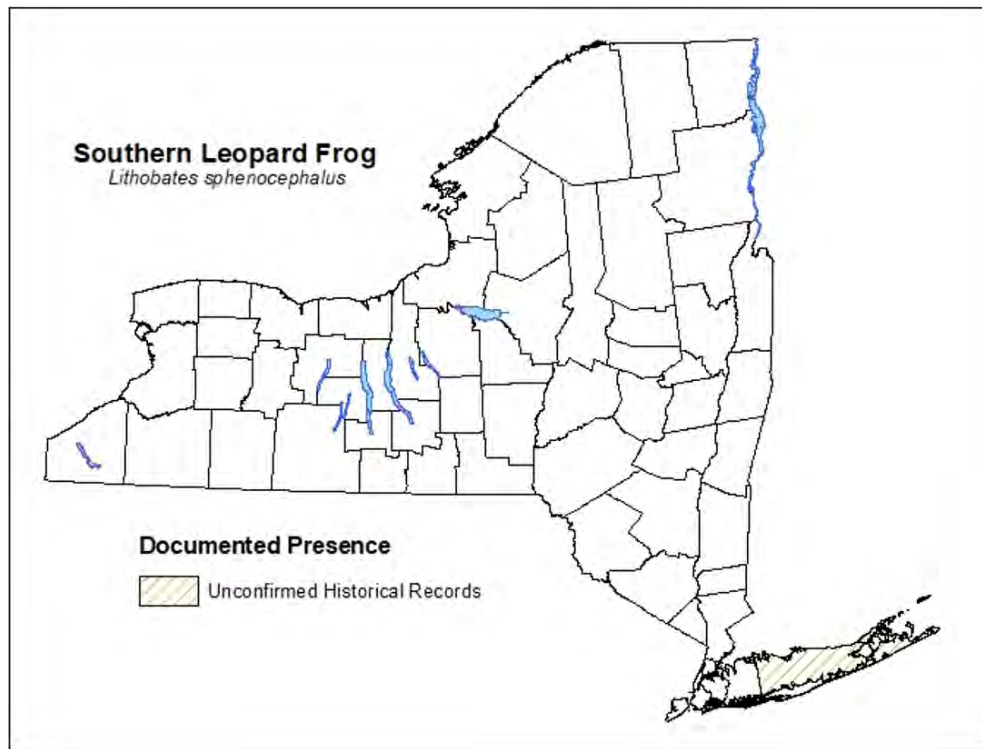 Southern Leopard Frog
Lithobates sphenocephalus
Documented Presence
Unconfirmed Historical Records